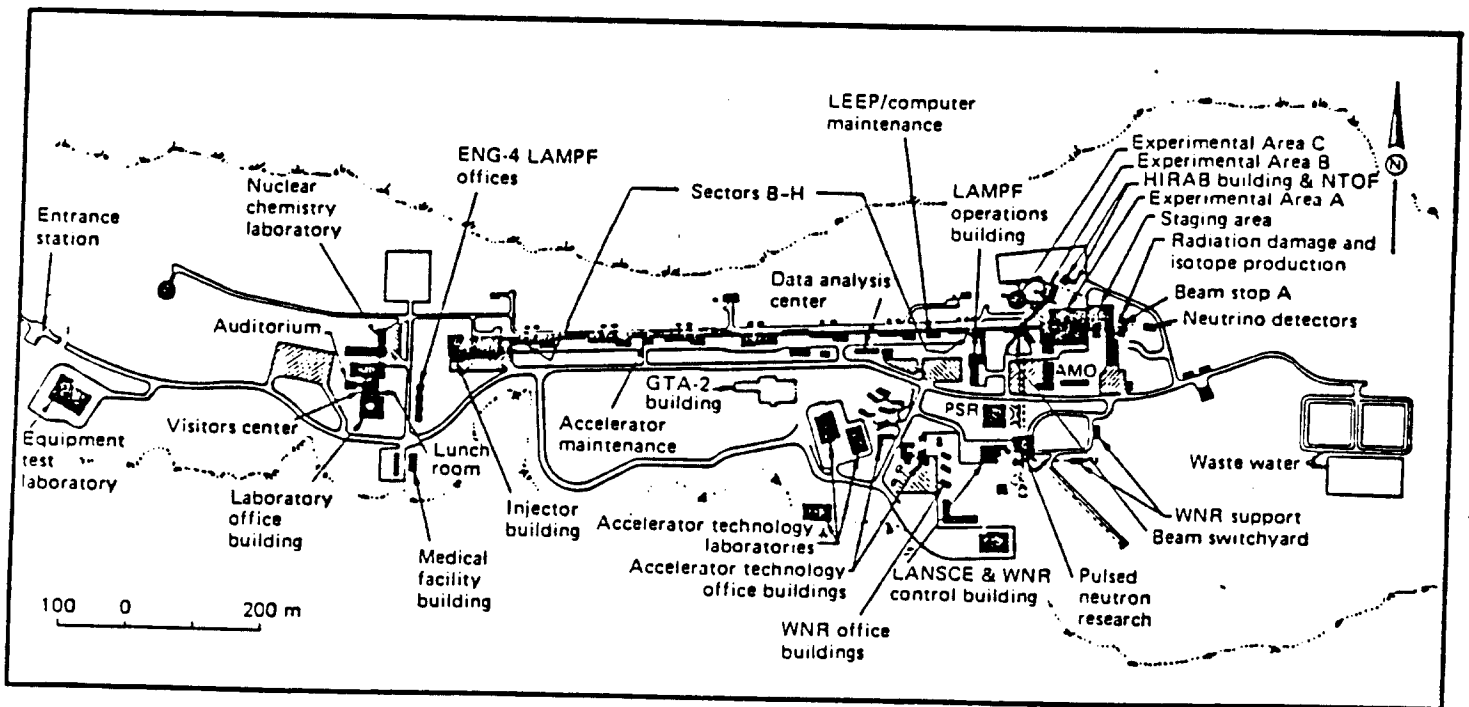 LEEP/computer
maintenance
Experimental Area C
Experimental Area B
HIRAB building & NTOF
Experimental Area A
Staging area
Radiation damage and
isotope production
Beam stop A
Neutrino detectors
N
ENG-4 LAMPF
offices
Nuclear
chemistry
laboratory
Sectors B-H
LAMPF
operations
building
Entrance
station
Data analysis
center
Auditorium
AMO
GTA-2
building
PSR
Visitors center
Accelerator
maintenance
Equipment
test
laboratory
Lunch
room
Waste water
Laboratory
office
building
Injector
building
Accelerator technology
laboratories
WNR support
Beam switchyard
Medical
facility
building
Accelerator technology
office buildings
LANSCE & WNR
control building
Pulsed
neutron
research
WNR office
buildings
100 0 200 m